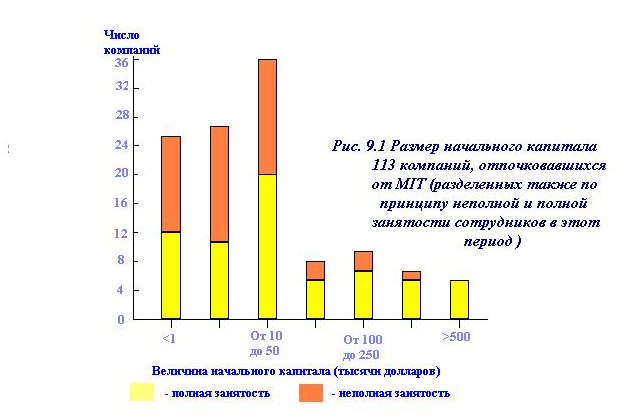 Число
компаний
36
32
28
24
20
16
12
8
4
0
Рис. 9.1 Размер начального капитала
113 компаний, отпочковавшихся
от MIT (разделенных также по
принципу неполной и полной
занятости сотрудников в этот
период )
<1
От 10
до 50
От 100
до 250
>500
Величина начального капитала (тысячи долларов)
- полная занятость
- неполная занятость